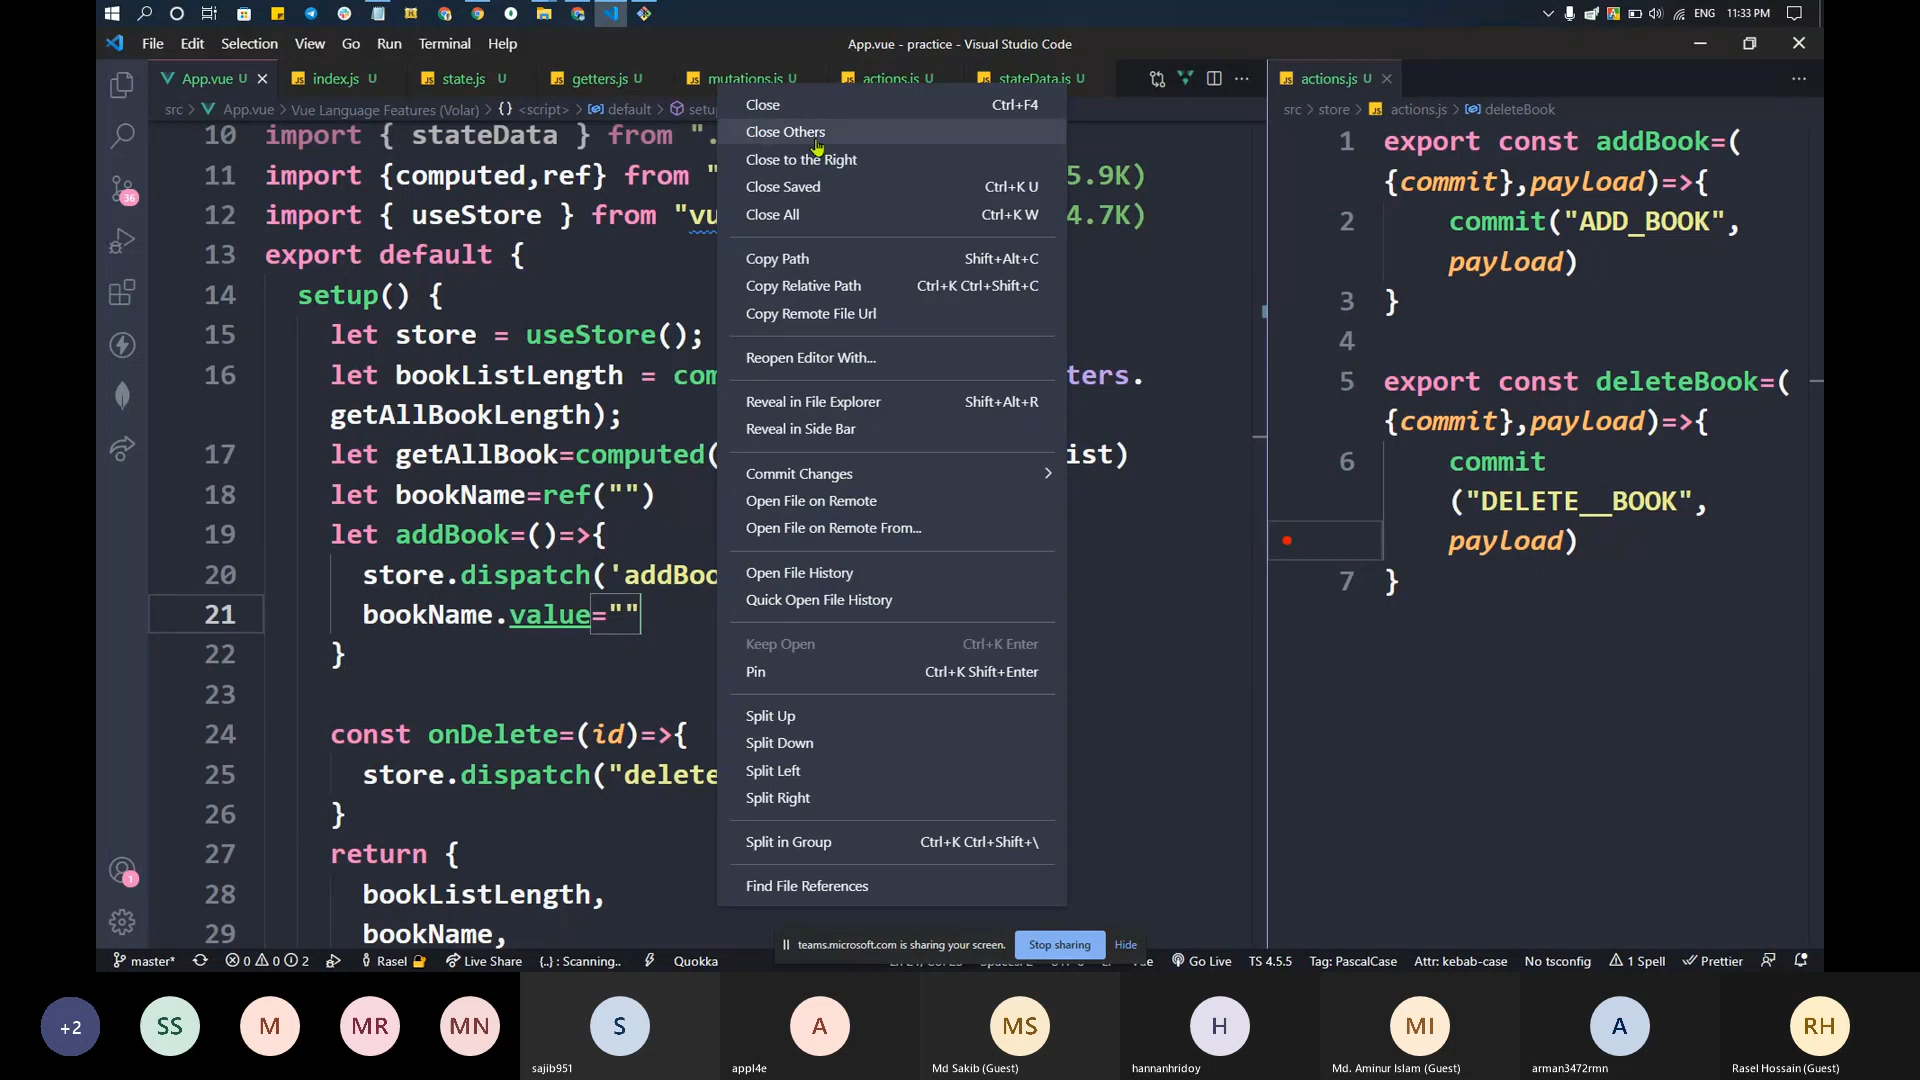 ENG 11:33 PM
File Edit Selection View Go Run Terminal Help
App.vue - practice - Visual Studio Code
App.vue U index.js U state.js U getters.js U mutations.js U actions.js U stateData.js U
actions.js U
src > App.vue > Vue Language Features (Volar) > {} <script> > default > setu
src > store > actions.js > deleteBook
10 import { stateData } from ".
11 import {computed,ref} from " 5.9K)
12 import { useStore } from "vu 4.7K)
13 export default {
14 setup() {
15 let store = useStore();
16 let bookListLength = com ters.
getAllBookLength);
17 let getAllBook=computed( ist)
18 let bookName=ref("")
19 let addBook=()=>{
20 store.dispatch('addBoo
21 bookName.value=""
22 }
23
24 const onDelete=(id)=>{
25 store.dispatch("delete
26 }
27 return {
28 bookListLength,
29 bookName,
Close Ctrl+F4
Close Others
Close to the Right
Close Saved Ctrl+K U
Close All Ctrl+K W
Copy Path Shift+Alt+C
Copy Relative Path Ctrl+K Ctrl+Shift+C
Copy Remote File Url
Reopen Editor With...
Reveal in File Explorer Shift+Alt+R
Reveal in Side Bar
Commit Changes
Open File on Remote
Open File on Remote From...
Open File History
Quick Open File History
Keep Open Ctrl+K Enter
Pin Ctrl+K Shift+Enter
Split Up
Split Down
Split Left
Split Right
Split in Group Ctrl+K Ctrl+Shift+\
Find File References
1 export const addBook=(
{commit},payload)=>{
2 commit("ADD_BOOK",
payload)
3 }
4
5 export const deleteBook=(
{commit},payload)=>{
6 commit
("DELETE__BOOK",
payload)
7 }
36
1
teams.microsoft.com is sharing your screen. Stop sharing Hide
master* 0 0 2 Rasel Live Share {..} : Scanning.. Quokka Go Live TS 4.5.5 Tag: PascalCase Attr: kebab-case No tsconfig 1 Spell Prettier
+2 SS M MR MN S A MS H MI A RH
sajib951 appl4e Md Sakib (Guest) hannanhridoy Md. Aminur Islam (Guest) arman3472rmn Rasel Hossain (Guest)